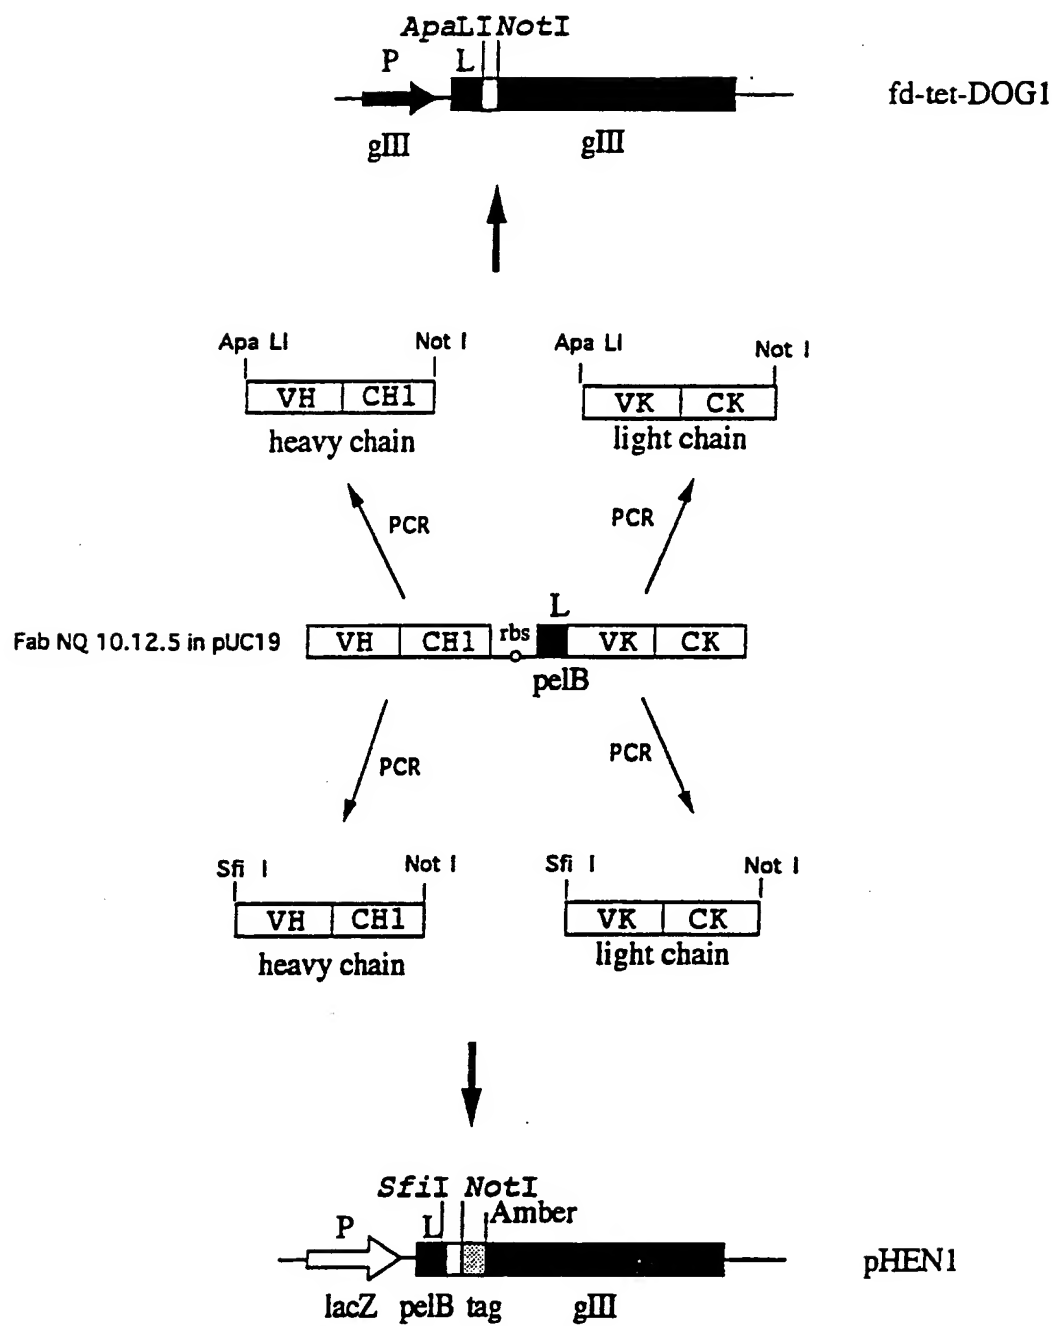 ApaLI NotI
P L
fd-tet-DOG1
gIII gIII
Apa LI Not I Apa LI Not I
VH CH1 VK CK
heavy chain light chain
PCR PCR
L
Fab NQ 10.12.5 in pUC19 VH CH1 rbs VK CK
pelB
PCR PCR
Sfi I Not I Sfi I Not I
VH CH1 VK CK
heavy chain light chain
SfiI NotI
P L Amber
pHEN1
lacZ pelB tag gIII